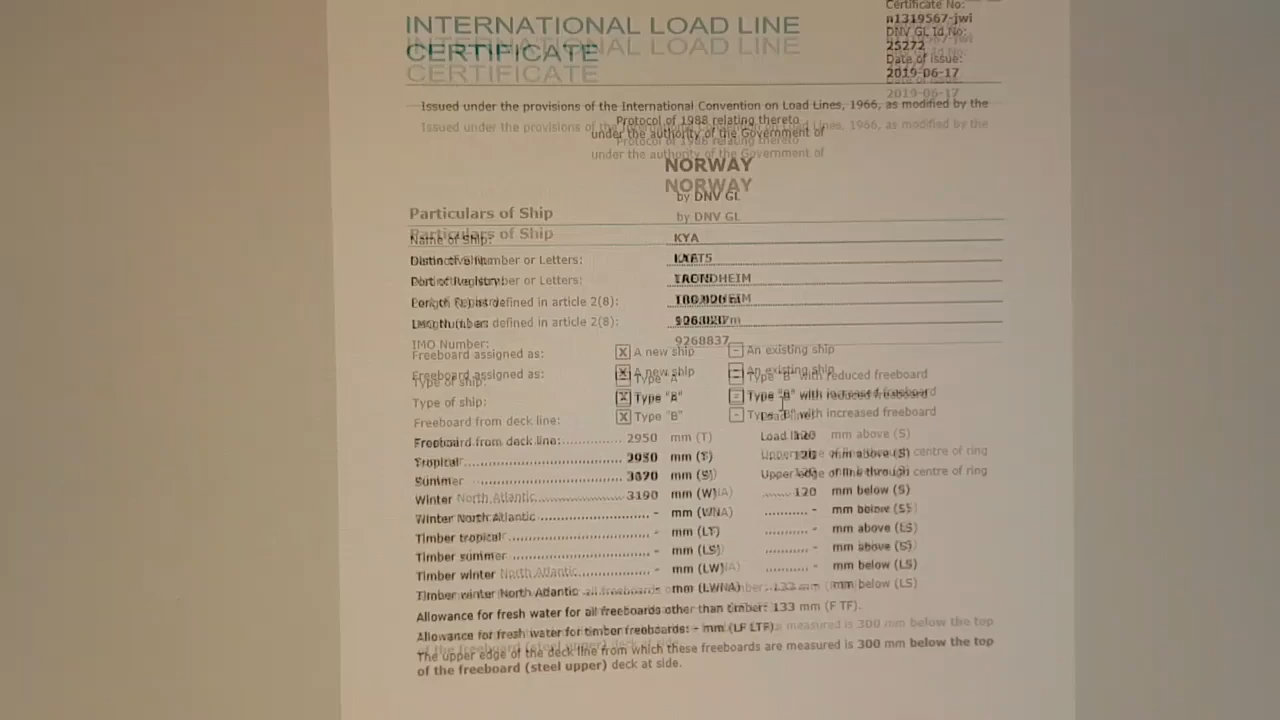 INTERNATIONAL LOAD LINE
CERTIFICATE
Certificate No:
n1319567-jwi
DNV GL Id No:
25272
Date of issue:
2019-06-17
Issued under the provisions of the International Convention on Load Lines, 1966, as modified by the
Protocol of 1988 relating thereto
under the authority of the Government of
NORWAY
by DNV GL
Particulars of Ship
Name of Ship: KYA
Distinctive Number or Letters:
Port of Registry: TRONDHEIM
Length (L) as defined in article 2(8):
IMO Number: 9268837
Freeboard assigned as: X A new ship - An existing ship
Type of ship: - Type "A" - Type "B" with reduced freeboard
X Type "B" - Type "B" with increased freeboard
Freeboard from deck line: Load line:
Tropical 2950 mm (T) 120 mm above (S)
Summer mm (S) Upper edge of line through centre of ring
Winter 3190 mm (W) 120 mm below (S)
Winter North Atlantic - mm (WNA) - mm below (S)
Timber tropical - mm (LT) - mm above (LS)
Timber summer - mm (LS) - mm above (S)
Timber winter - mm (LW) - mm below (LS)
Timber winter North Atlantic - mm (LWNA) - mm below (LS)
Allowance for fresh water for all freeboards other than timber: 133 mm (F TF).
Allowance for fresh water for timber freeboards: - mm (LF LTF).
The upper edge of the deck line from which these freeboards are measured is 300 mm below the top
of the freeboard (steel upper) deck at side.